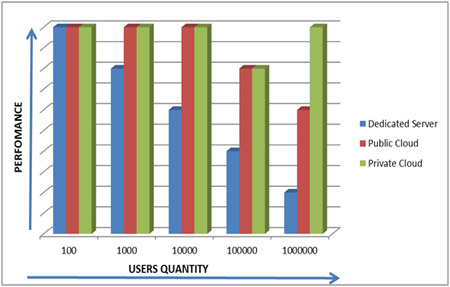 PERFOMANCE
Dedicated Server
Public Cloud
Private Cloud
100 1000 10000 100000 1000000
USERS QUANTITY